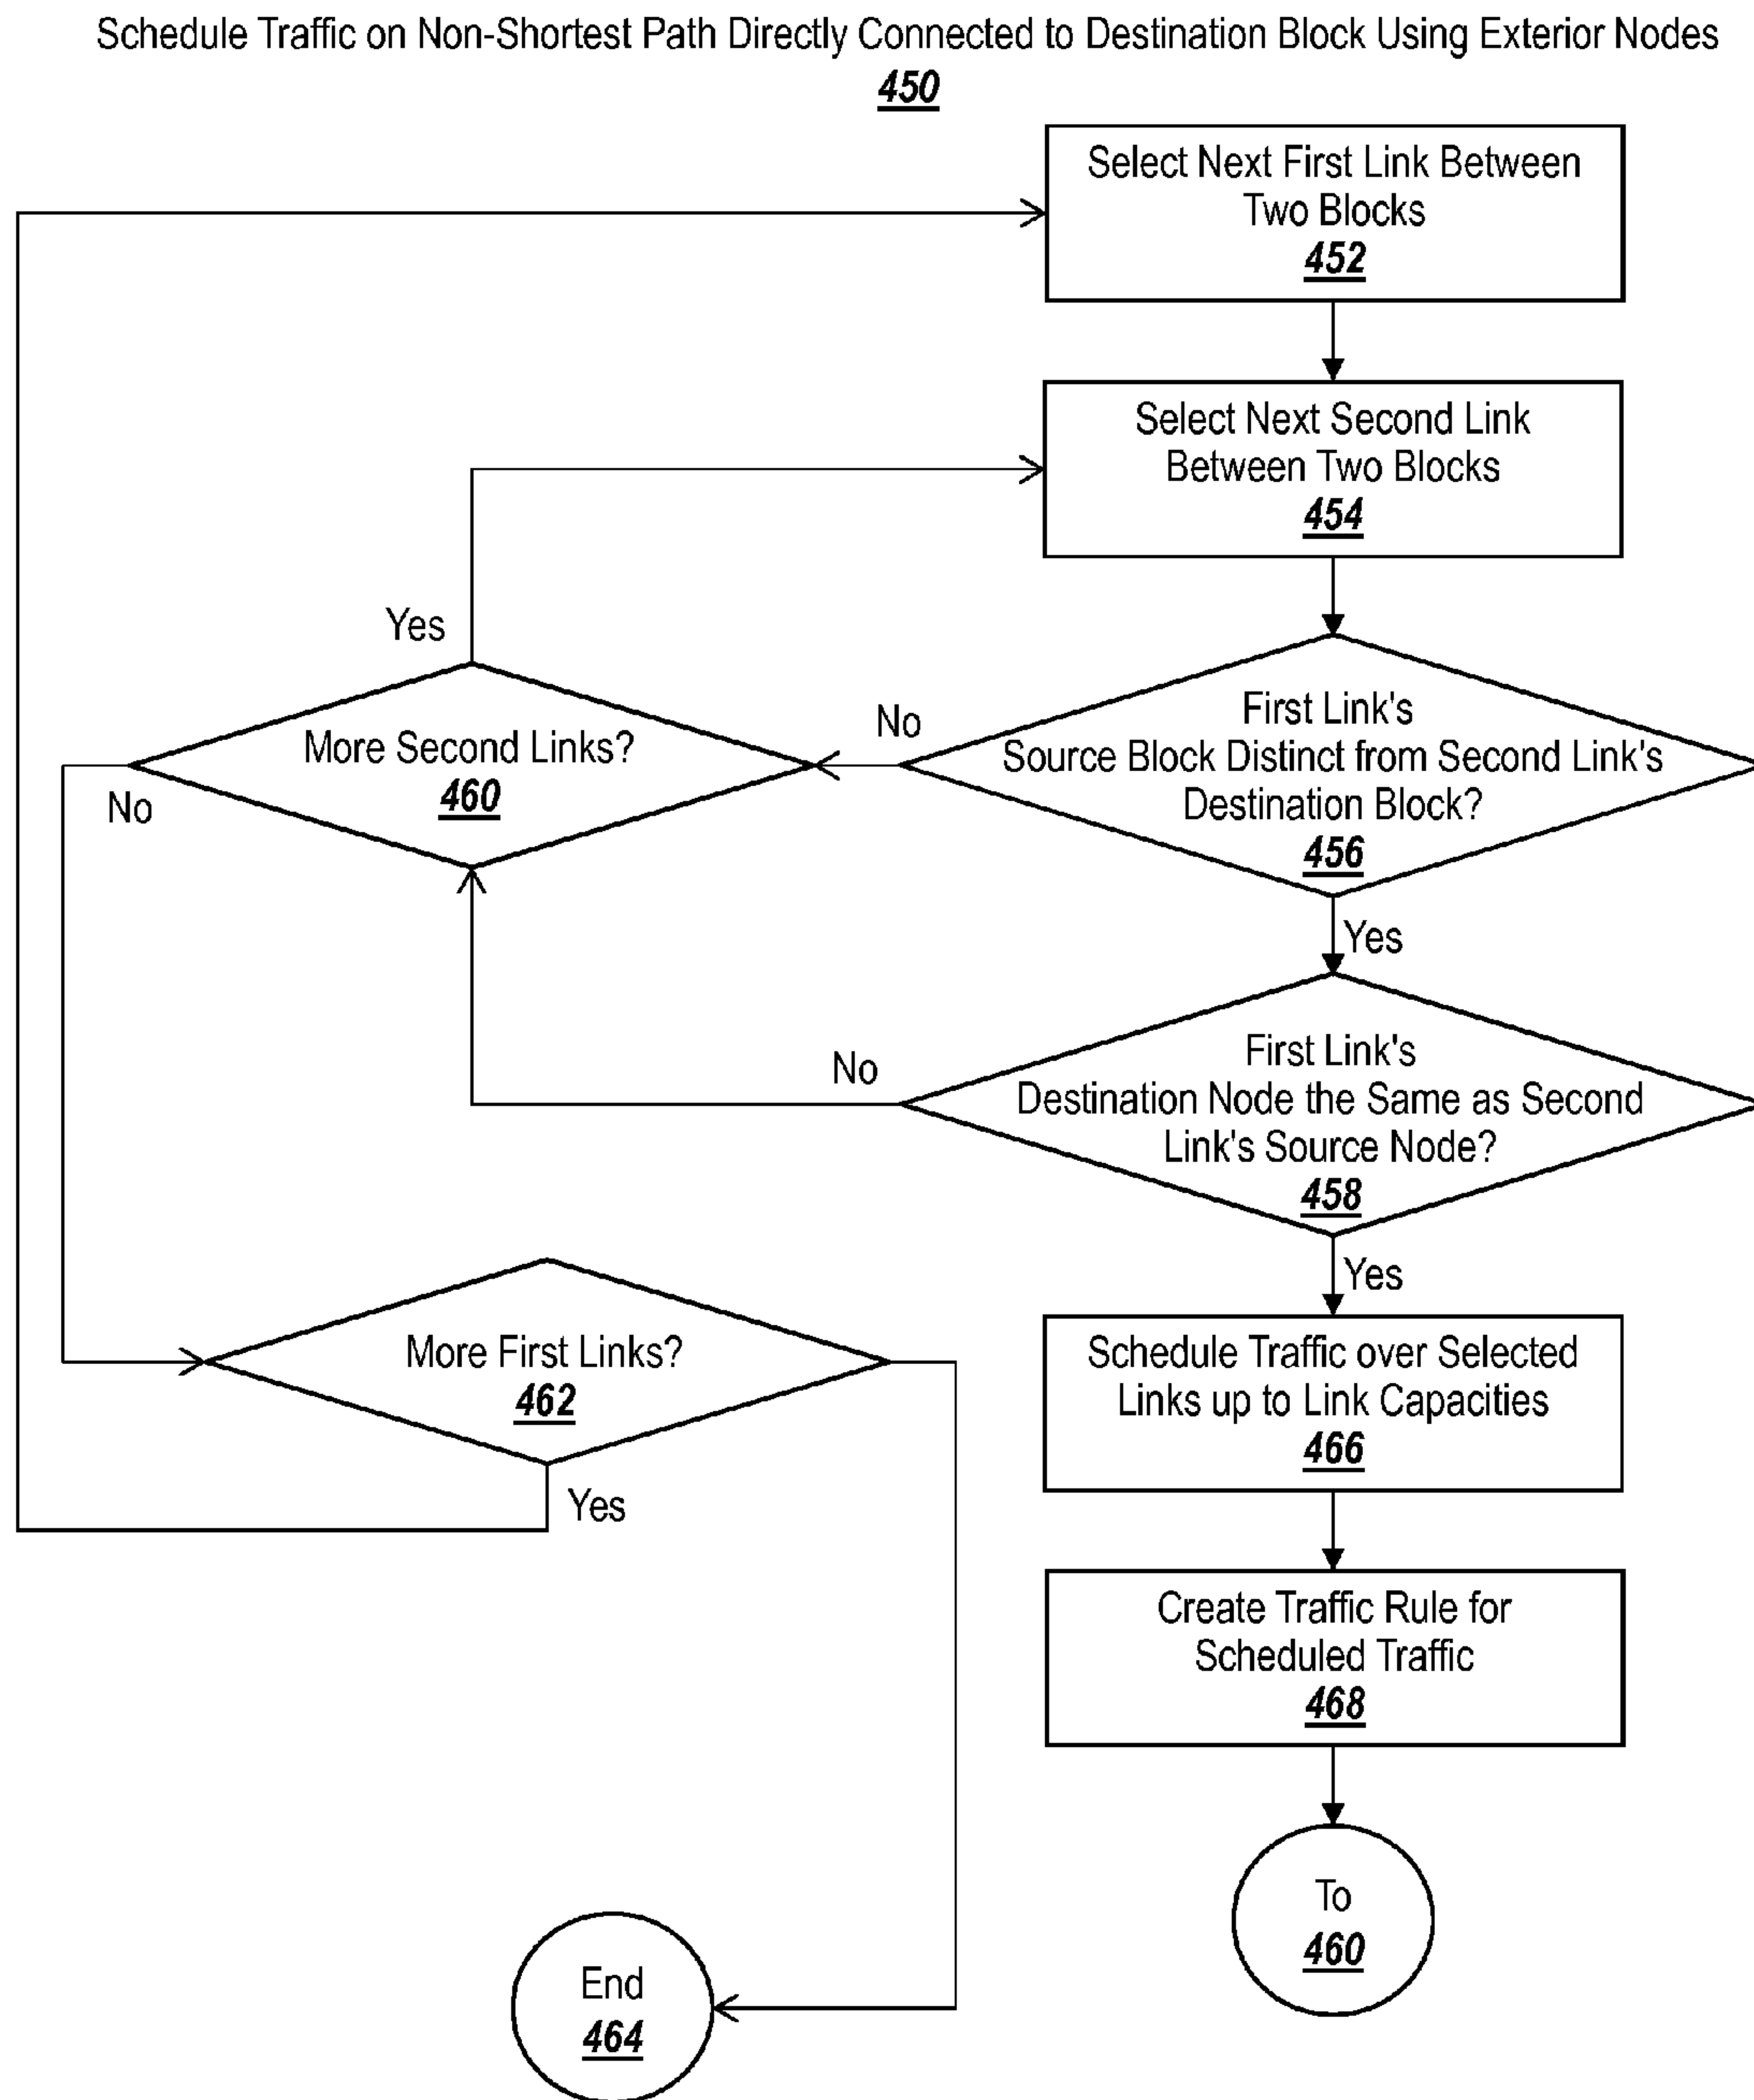 Schedule Traffic on Non-Shortest Path Directly Connected to Destination Block Using Exterior Nodes
450
Select Next First Link Between
Two Blocks
452
Select Next Second Link
Between Two Blocks
454
Yes
More Second Links?
460
No
No
First Link's
Source Block Distinct from Second Link's
Destination Block?
456
Yes
No
First Link's
Destination Node the Same as Second
Link's Source Node?
458
Yes
More First Links?
462
Yes
Schedule Traffic over Selected
Links up to Link Capacities
466
Create Traffic Rule for
Scheduled Traffic
468
To
460
End
464